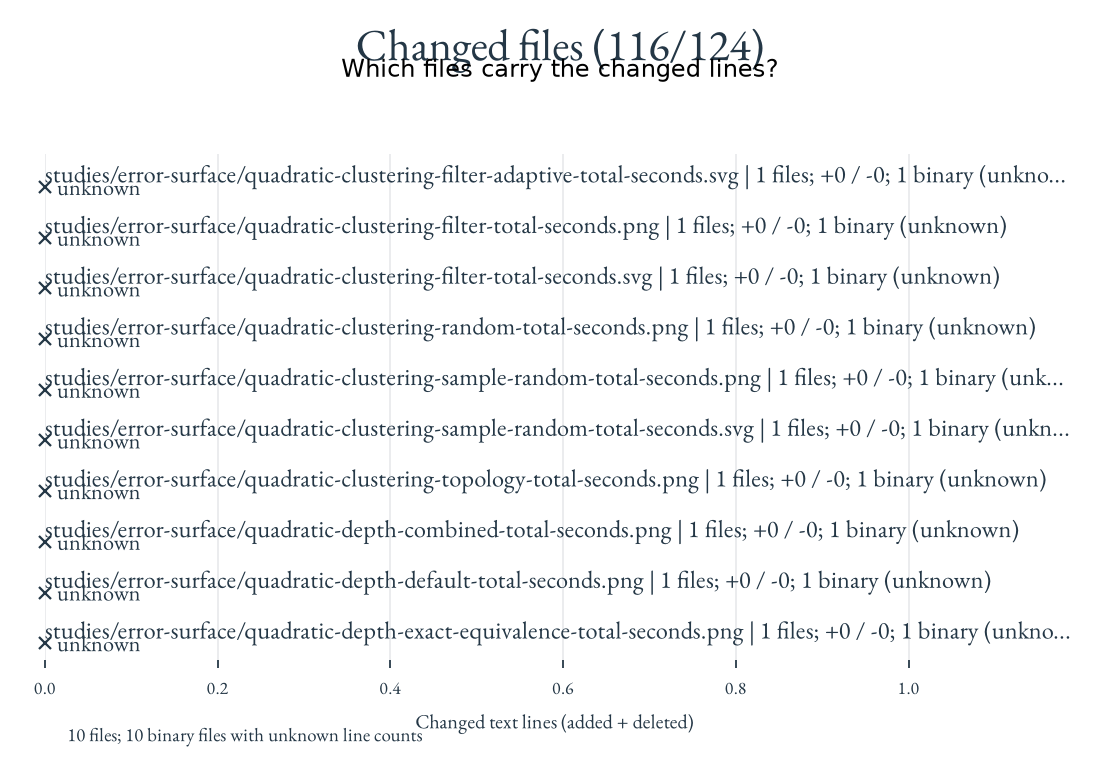 Changed files (116/124)
Which files carry the changed lines?
studies/error-surface/quadratic-clustering-filter-adaptive-total-seconds.svg | 1 files; +0 / -0; 1 binary (unkno...
unknown
studies/error-surface/quadratic-clustering-filter-total-seconds.png | 1 files; +0 / -0; 1 binary (unknown)
unknown
studies/error-surface/quadratic-clustering-filter-total-seconds.svg | 1 files; +0 / -0; 1 binary (unknown)
unknown
studies/error-surface/quadratic-clustering-random-total-seconds.png | 1 files; +0 / -0; 1 binary (unknown)
unknown
studies/error-surface/quadratic-clustering-sample-random-total-seconds.png | 1 files; +0 / -0; 1 binary (unk...
unknown
studies/error-surface/quadratic-clustering-sample-random-total-seconds.svg | 1 files; +0 / -0; 1 binary (unkn...
unknown
studies/error-surface/quadratic-clustering-topology-total-seconds.png | 1 files; +0 / -0; 1 binary (unknown)
unknown
studies/error-surface/quadratic-depth-combined-total-seconds.png | 1 files; +0 / -0; 1 binary (unknown)
unknown
studies/error-surface/quadratic-depth-default-total-seconds.png | 1 files; +0 / -0; 1 binary (unknown)
unknown
studies/error-surface/quadratic-depth-exact-equivalence-total-seconds.png | 1 files; +0 / -0; 1 binary (unkno...
unknown
0.0 0.2 0.4 0.6 0.8 1.0
Changed text lines (added + deleted)
10 files; 10 binary files with unknown line counts